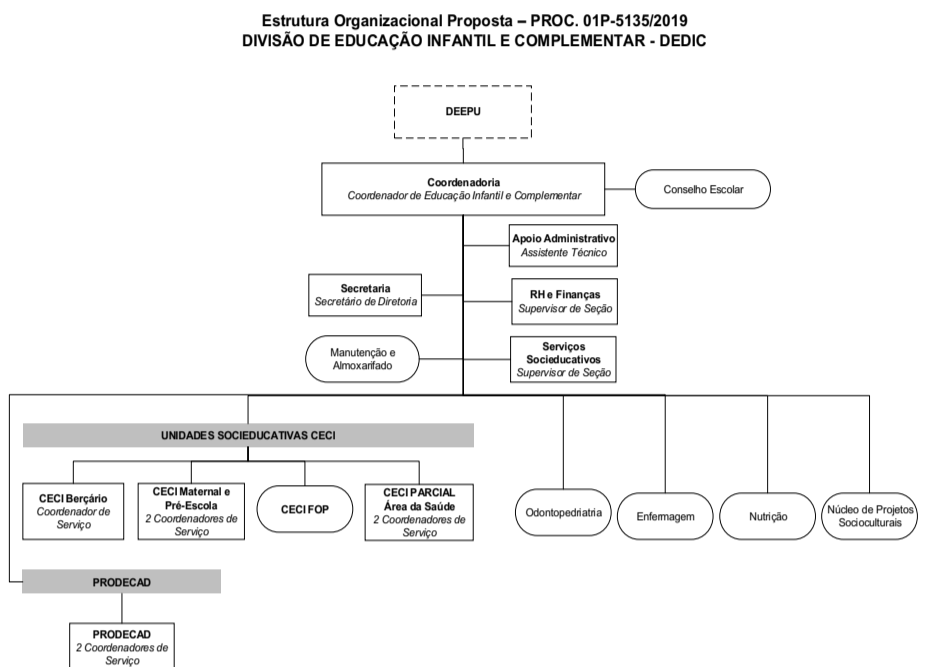 Estrutura Organizacional Proposta – PROC. 01P-5135/2019
DIVISÃO DE EDUCAÇÃO INFANTIL E COMPLEMENTAR - DEDIC
DEEPU
Coordenadoria
Coordenador de Educação Infantil e Complementar
Conselho Escolar
Apoio Administrativo
Assistente Técnico
Secretaria
Secretário de Diretoria
RH e Finanças
Supervisor de Seção
Manutenção e
Almoxarifado
Serviços
Socieducativos
Supervisor de Seção
UNIDADES SOCIEDUCATIVAS CECI
CECI Berçário
Coordenador de
Serviço
CECI Maternal e
Pré-Escola
2 Coordenadores de
Serviço
CECI FOP
CECI PARCIAL
Área da Saúde
2 Coordenadores de
Serviço
Odontopedriatria
Enfermagem
Nutrição
Núcleo de Projetos
Socioculturais
PRODECAD
PRODECAD
2 Coordenadores de
Serviço